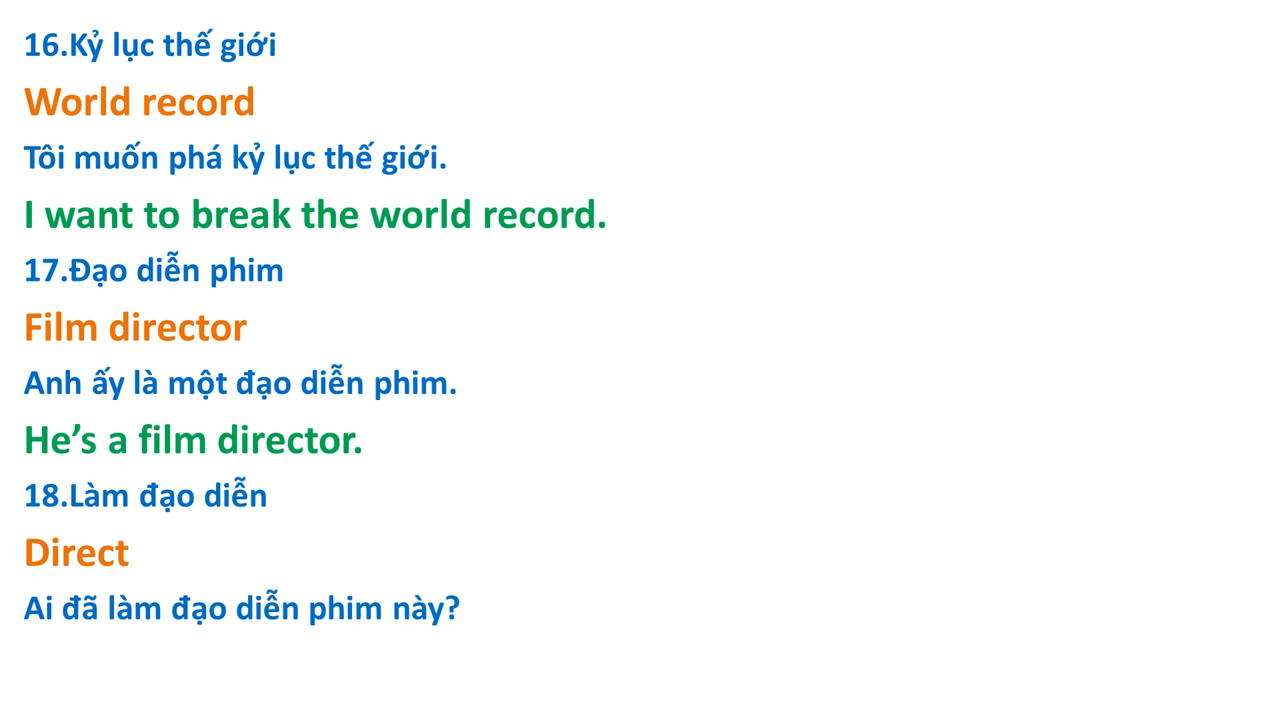 16.Kỷ lục thế giới
World record
Tôi muốn phá kỷ lục thế giới.
I want to break the world record.
17.Đạo diễn phim
Film director
Anh ấy là một đạo diễn phim.
He’s a film director.
18.Làm đạo diễn
Direct
Ai đã làm đạo diễn phim này?